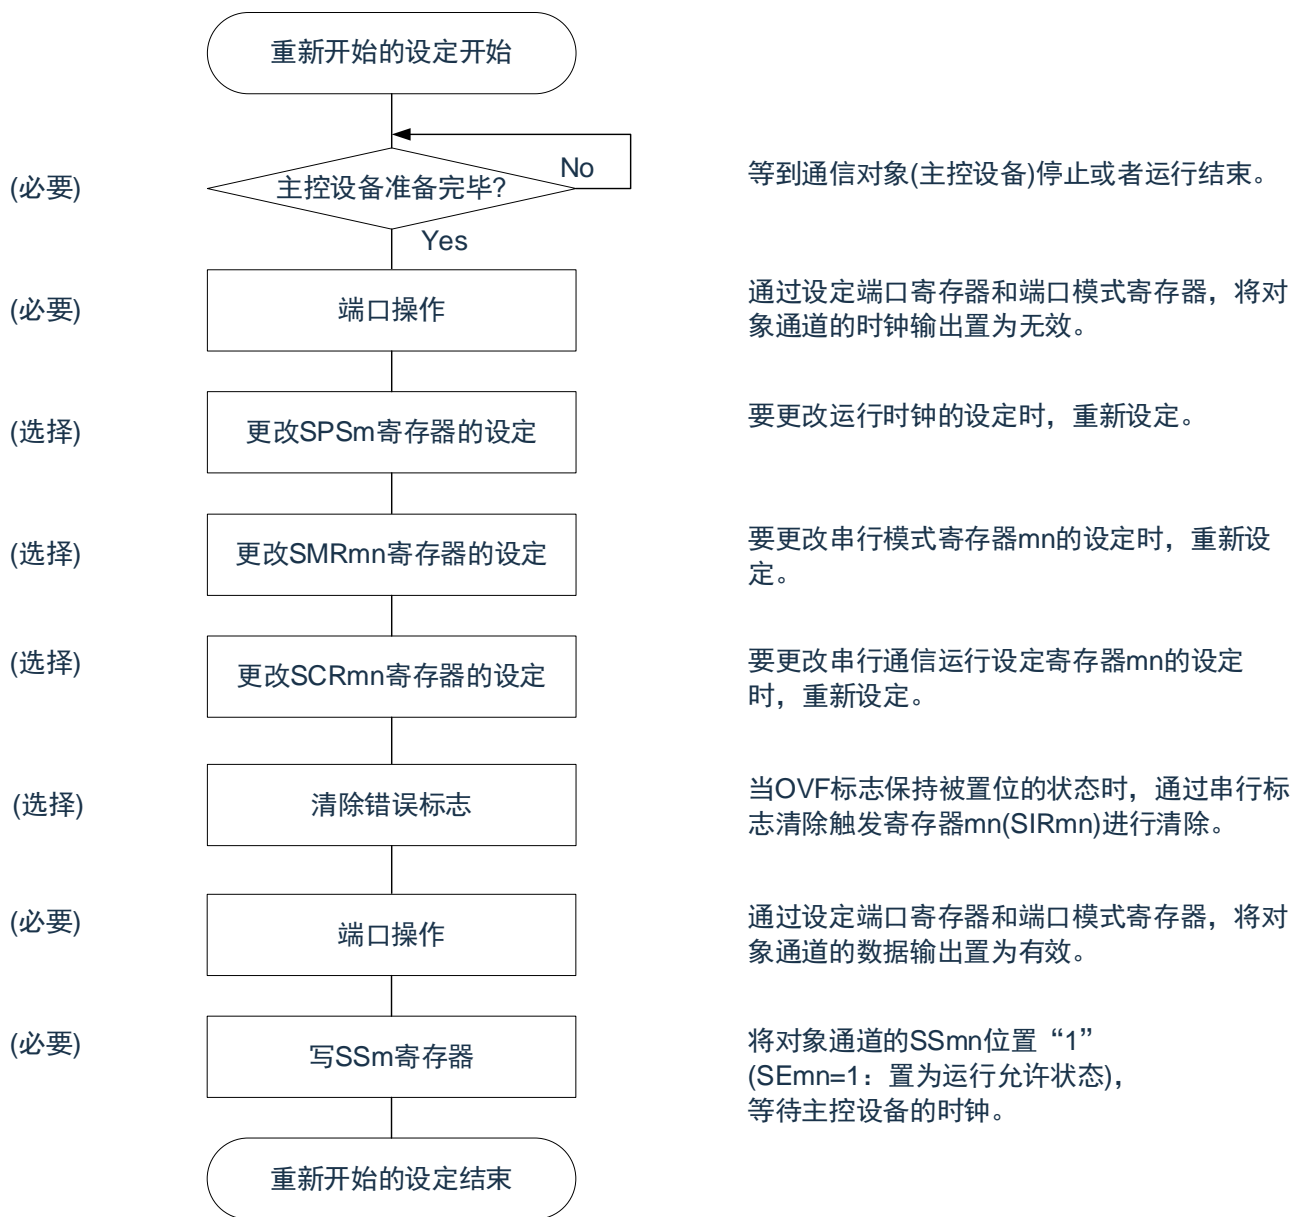 重新开始的设定开始
No
(必要)
主控设备准备完毕?
等到通信对象(主控设备)停止或者运行结束。
Yes
(必要)
端口操作
通过设定端口寄存器和端口模式寄存器，将对
象通道的时钟输出置为无效。
(选择)
更改SPSm寄存器的设定
要更改运行时钟的设定时，重新设定。
(选择)
更改SMRmn寄存器的设定
要更改串行模式寄存器mn的设定时，重新设
定。
(选择)
更改SCRmn寄存器的设定
要更改串行通信运行设定寄存器mn的设定
时，重新设定。
(选择)
清除错误标志
当OVF标志保持被置位的状态时，通过串行标
志清除触发寄存器mn(SIRmn)进行清除。
(必要)
端口操作
通过设定端口寄存器和端口模式寄存器，将对
象通道的数据输出置为有效。
(必要)
写SSm寄存器
将对象通道的SSmn位置“1”
(SEmn=1：置为运行允许状态)，
等待主控设备的时钟。
重新开始的设定结束